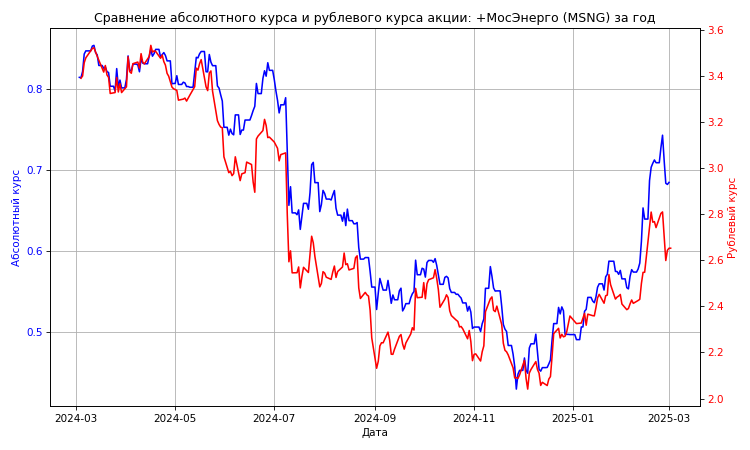 Сравнение абсолютного курса и рублевого курса акции: +МосЭнерго (MSNG) за год
Абсолютный курс
0.8
0.7
0.6
0.5
3.6
3.4
3.2
3.0
2.8
2.6
2.4
2.2
2.0
Рублевый курс
2024-03 2024-05 2024-07 2024-09 2024-11 2025-01 2025-03
Дата